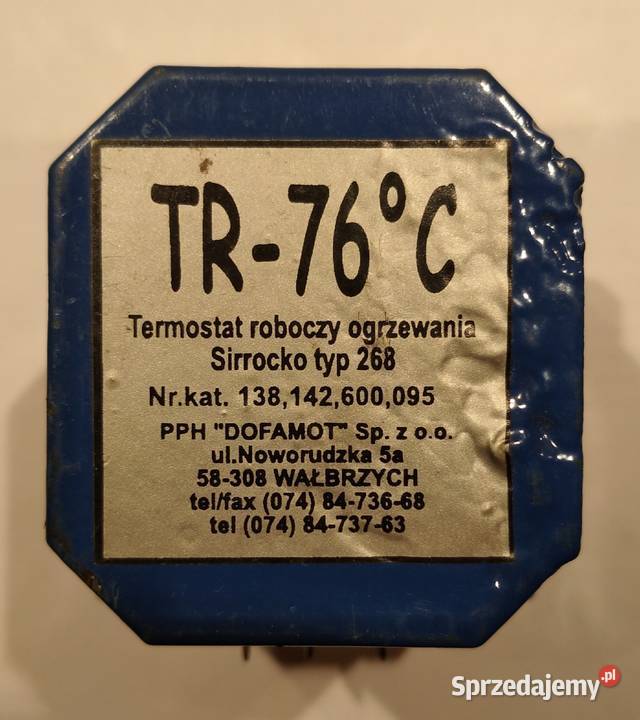 TR-76°C
Termostat roboczy ogrzewania
Sirrocko typ 268
Nr.kat. 138,142,600,095
PPH "DOFAMOT" Sp. z o.o.
ul.Noworudzka 5a
58-308 WAŁBRZYCH
tel/fax (074) 84-736-68
tel (074) 84-737-63
Sprzedajemy.pl